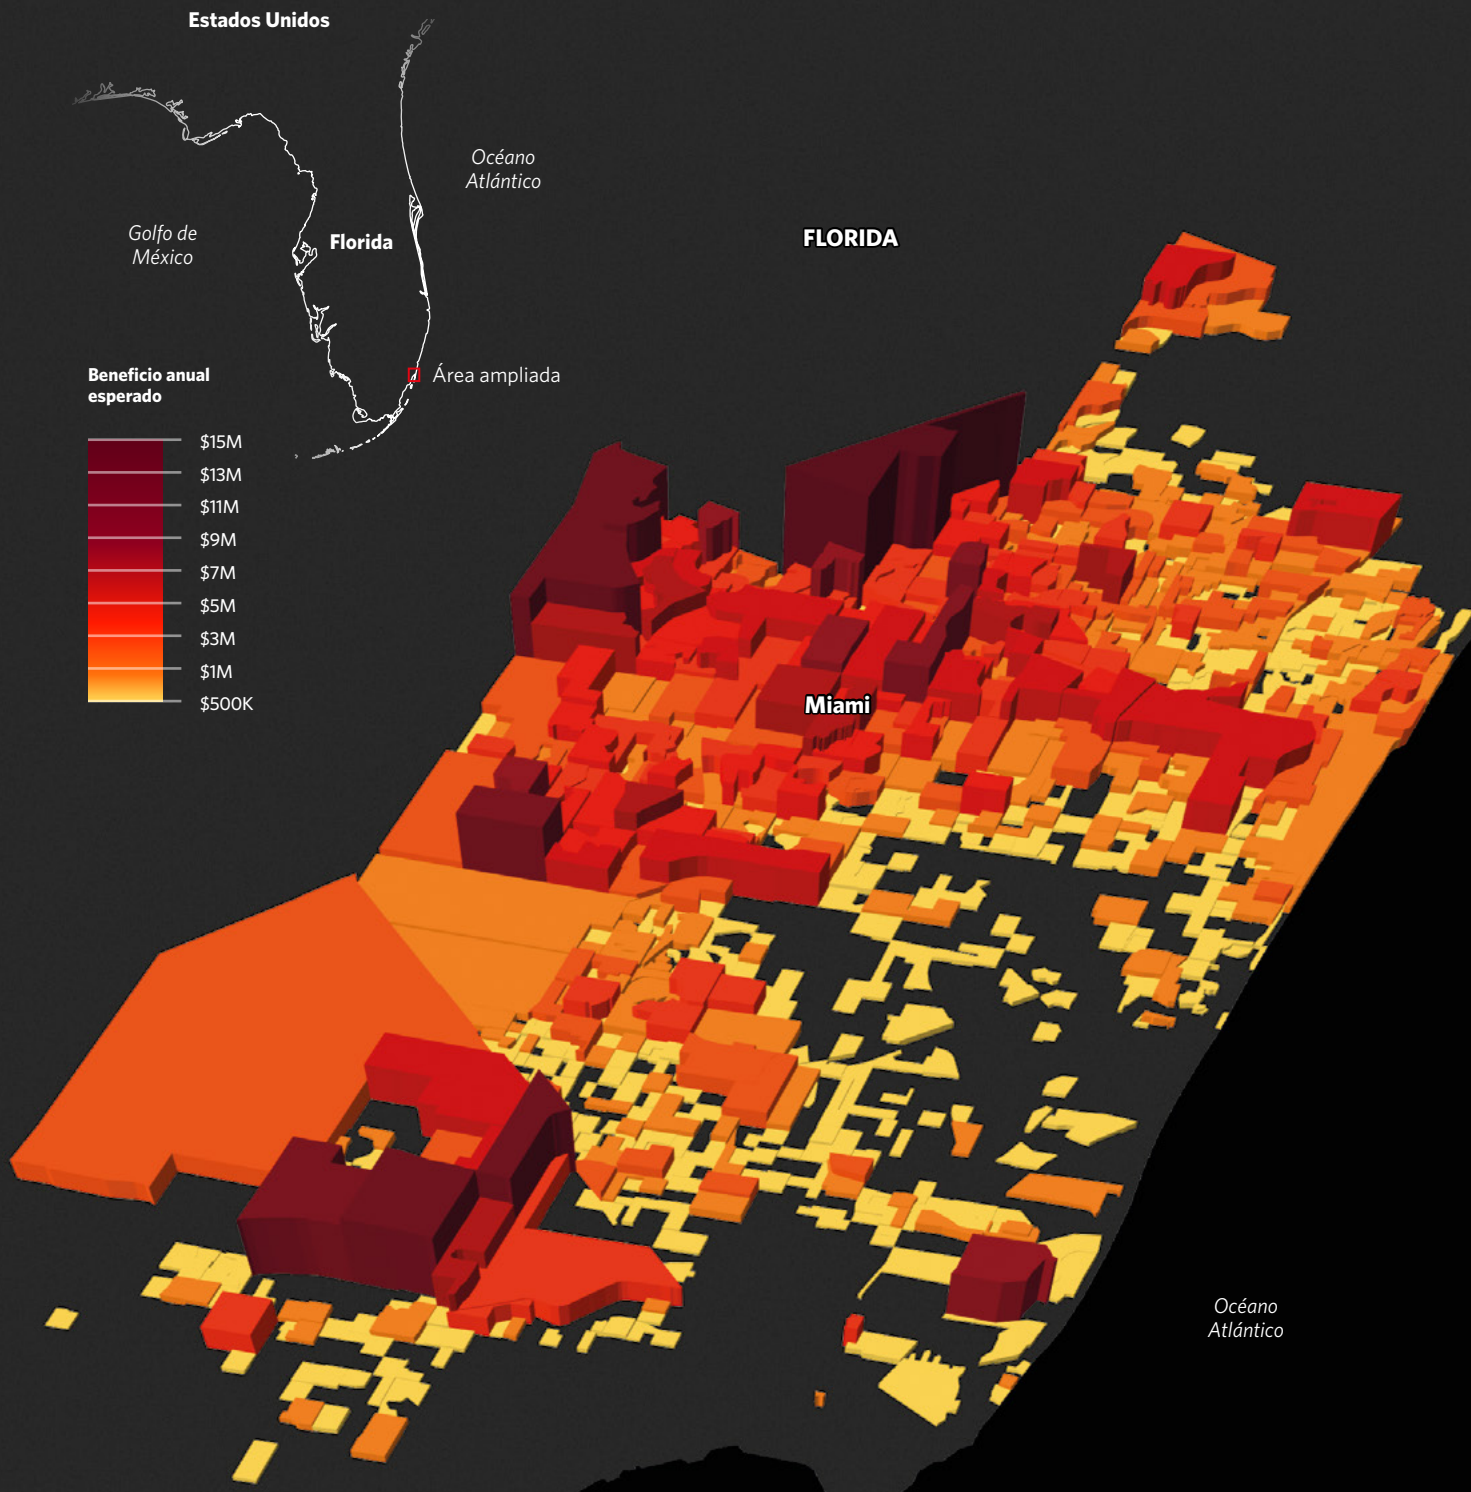 Estados Unidos
Océano
Atlántico
Golfo de
México
Florida
FLORIDA
Área ampliada
Beneficio anual
esperado
$15M
$13M
$11M
$9M
$7M
$5M
$3M
$1M
$500K
Miami
Océano
Atlántico